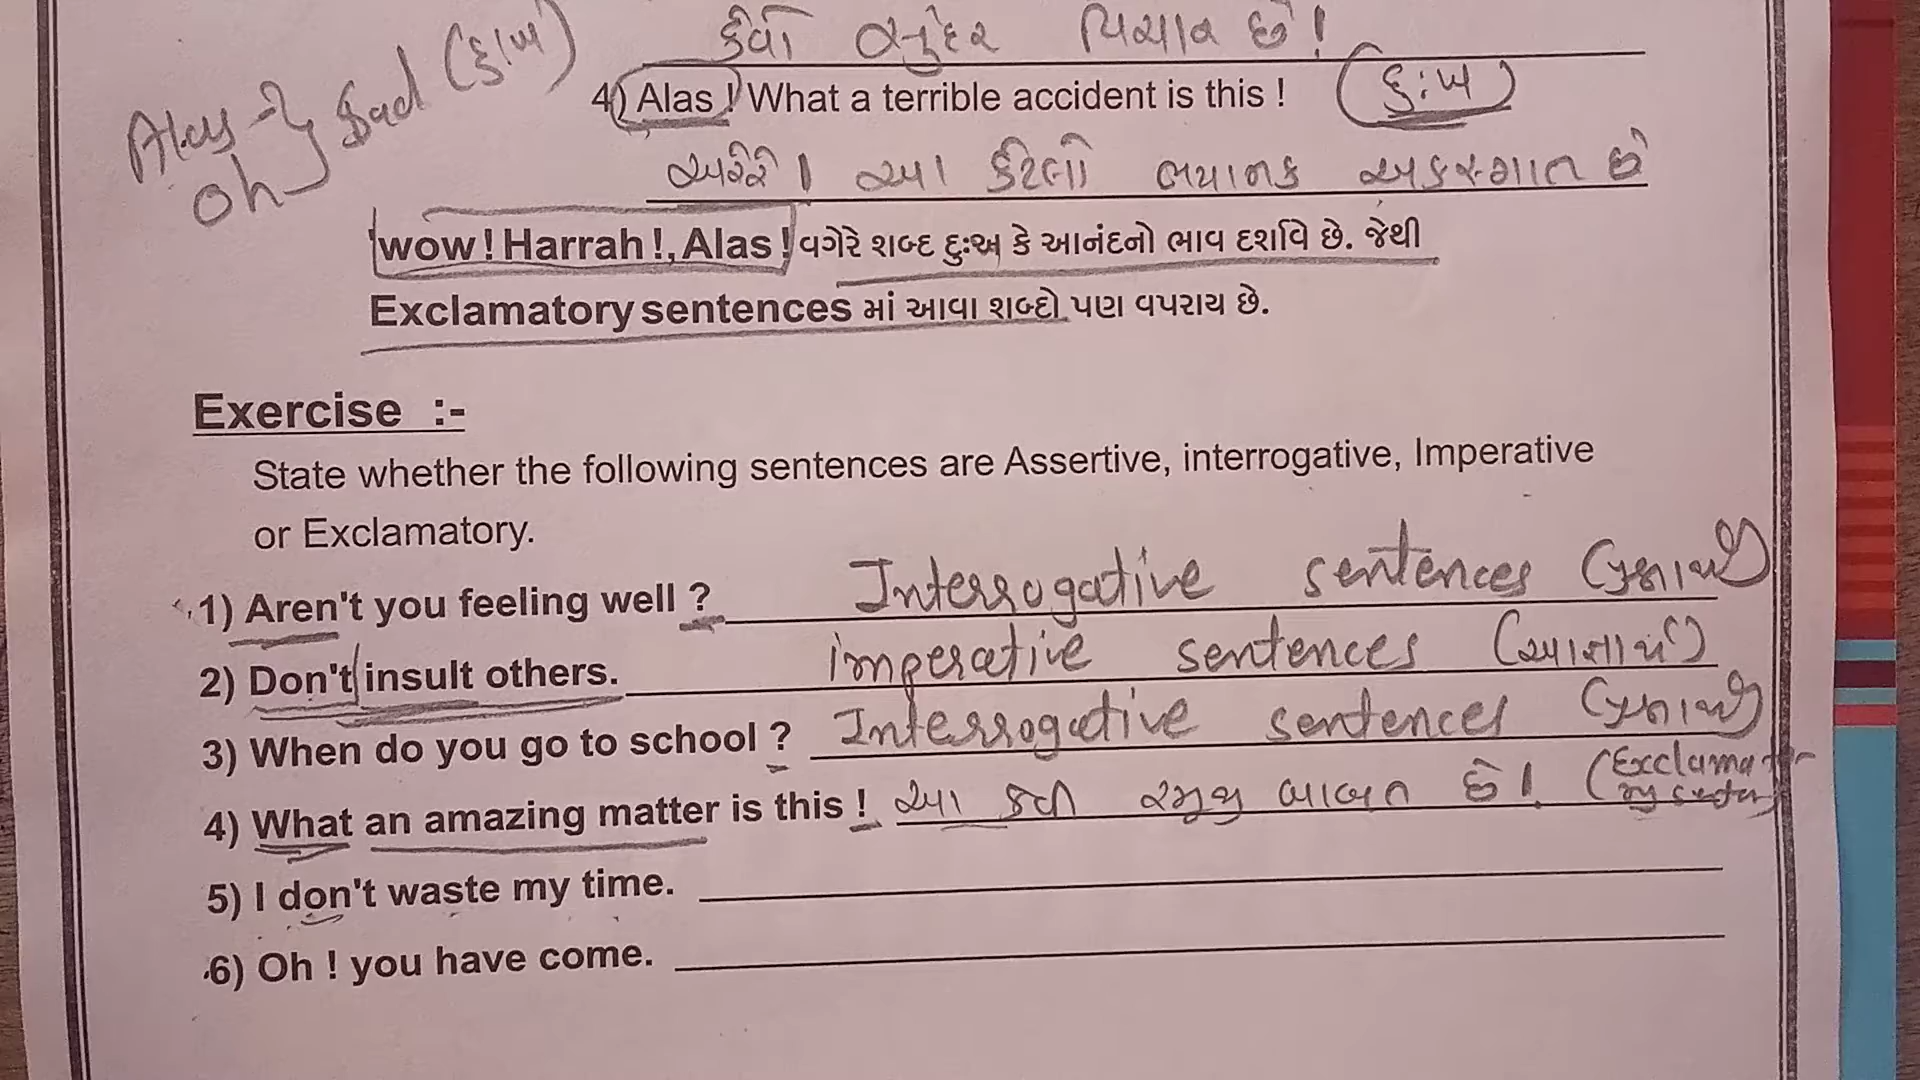 કેવો સુંદર વિચાર છે!
Alas
oh } Sad (દુ:ખ)
4) Alas ! What a terrible accident is this ! (દુ:ખ)
અરેરે ! આ કેટલો ભયાનક અકસ્માત છે
wow ! Harrah !, Alas ! વગેરે શબ્દ દુઃખ કે આનંદનો ભાવ દર્શાવે છે. જેથી
Exclamatory sentences માં આવા શબ્દો પણ વપરાય છે.
Exercise :-
State whether the following sentences are Assertive, interrogative, Imperative
or Exclamatory.
1) Aren't you feeling well ? Interrogative sentences (પ્રશ્નાર્થ)
2) Don't insult others. imperative sentences (આજ્ઞાર્થ)
3) When do you go to school ? Interrogative sentences (પ્રશ્નાર્થ)
4) What an amazing matter is this ! આ કેવી રમુજી બાબત છે! (Exclamatory
5) I don't waste my time.
6) Oh ! you have come.